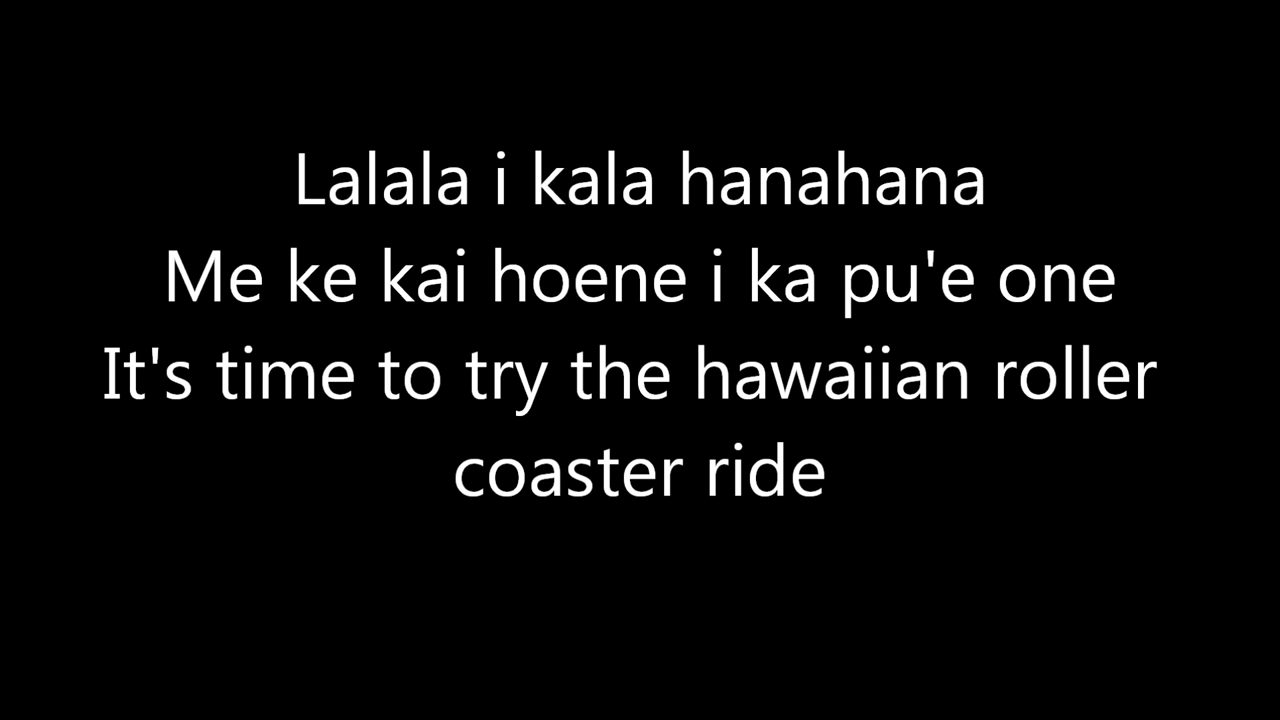 Lalala i kala hanahana
Me ke kai hoene i ka pu'e one
It's time to try the hawaiian roller
coaster ride